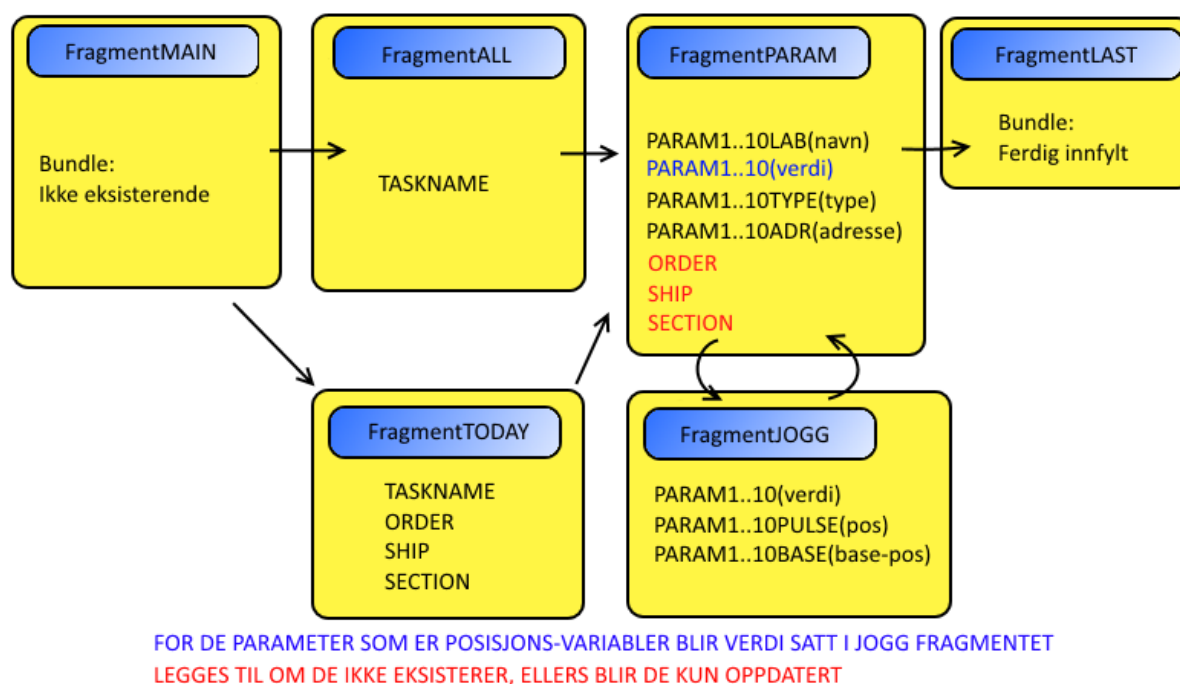 FragmentMAIN
Bundle:
Ikke eksisterende
FragmentALL
TASKNAME
FragmentPARAM
PARAM1..10LAB(navn)
PARAM1..10(verdi)
PARAM1..10TYPE(type)
PARAM1..10ADR(adresse)
ORDER
SHIP
SECTION
FragmentLAST
Bundle:
Ferdig innfylt
FragmentTODAY
TASKNAME
ORDER
SHIP
SECTION
FragmentJOGG
PARAM1..10(verdi)
PARAM1..10PULSE(pos)
PARAM1..10BASE(base-pos)
FOR DE PARAMETER SOM ER POSISJONS-VARIABLER BLIR VERDI SATT I JOGG FRAGMENTET
LEGGES TIL OM DE IKKE EKSISTERER, ELLERS BLIR DE KUN OPPDATERT